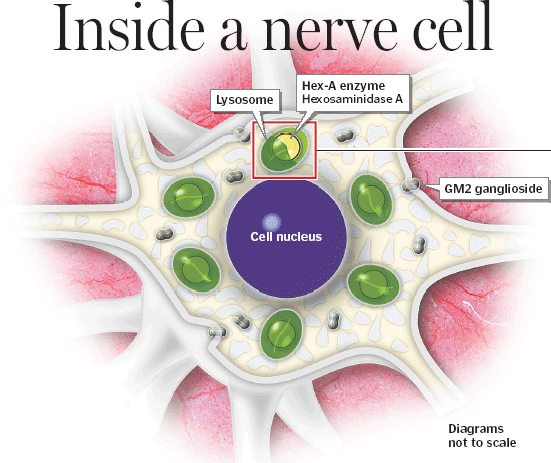 Inside a nerve cell
Hex-A enzyme
Hexosaminidase A
Lysosome
GM2 ganglioside
Cell nucleus
Diagrams
not to scale